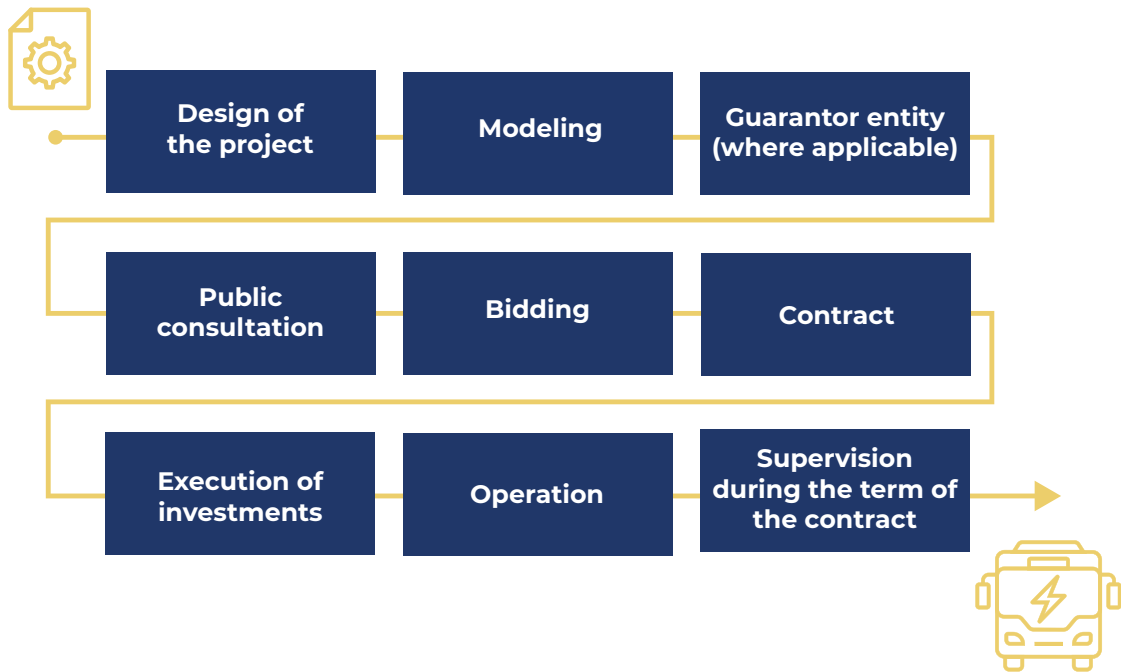 Design of
the project
Modeling
Guarantor entity
(where applicable)
Public
consultation
Bidding
Contract
Execution of
investments
Operation
Supervision
during the term of
the contract